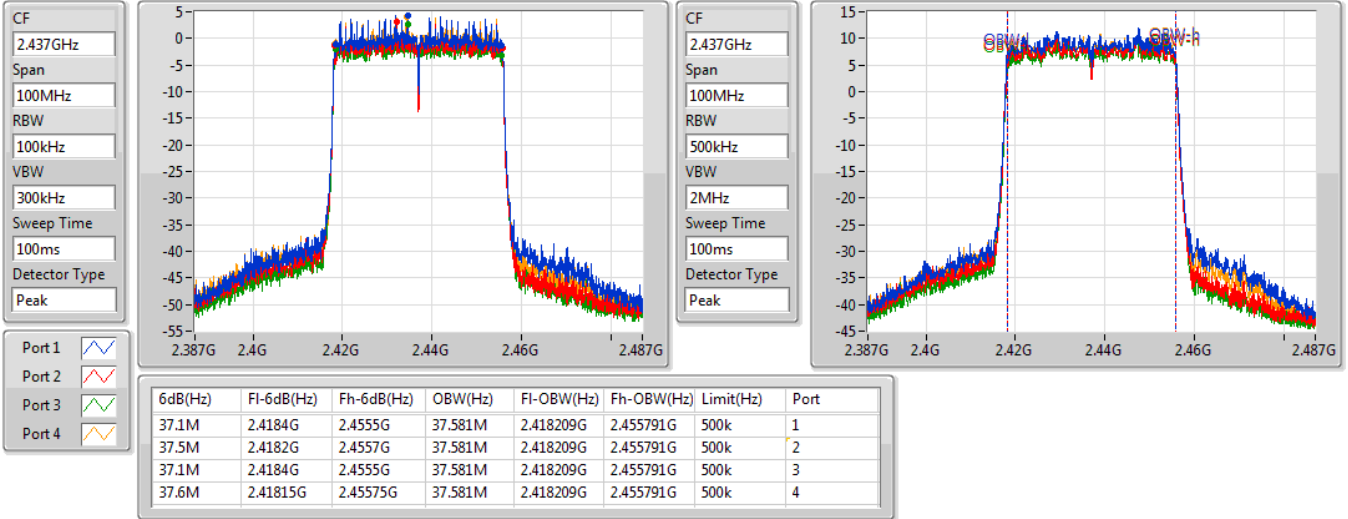 CF
2.437GHz
Span
100MHz
RBW
100kHz
VBW
300kHz
Sweep Time
100ms
Detector Type
Peak
5
0
-5
-10
-15
-20
-25
-30
-35
-40
-45
-50
-55
2.387G 2.4G 2.42G 2.44G 2.46G 2.487G
CF
2.437GHz
Span
100MHz
RBW
500kHz
VBW
2MHz
Sweep Time
100ms
Detector Type
Peak
15
10
5
0
-5
-10
-15
-20
-25
-30
-35
-40
-45
OBW-h
2.387G 2.4G 2.42G 2.44G 2.46G 2.487G
Port 1
Port 2
Port 3
Port 4
6dB(Hz) Fl-6dB(Hz) Fh-6dB(Hz) OBW(Hz) Fl-OBW(Hz) Fh-OBW(Hz) Limit(Hz) Port
37.1M 2.4184G 2.4555G 37.581M 2.418209G 2.455791G 500k 1
37.5M 2.4182G 2.4557G 37.581M 2.418209G 2.455791G 500k 2
37.1M 2.4184G 2.4555G 37.581M 2.418209G 2.455791G 500k 3
37.6M 2.41815G 2.45575G 37.581M 2.418209G 2.455791G 500k 4